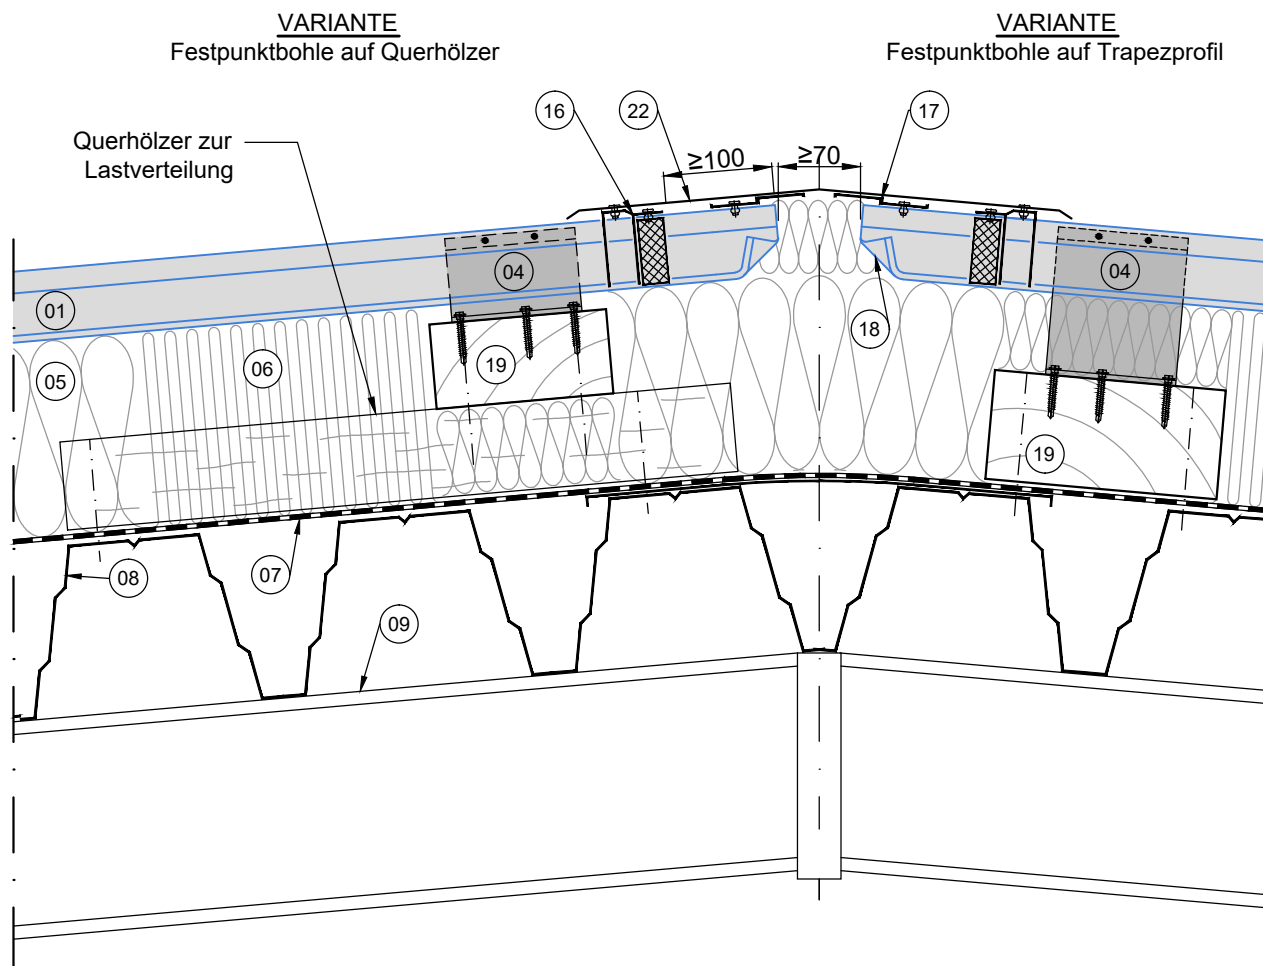 VARIANTE
Festpunktbohle auf Querhölzer
VARIANTE
Festpunktbohle auf Trapezprofil
16
22
17
Querhölzer zur
Lastverteilung
≥100
≥70
04
04
01
18
06
19
05
19
08
07
09